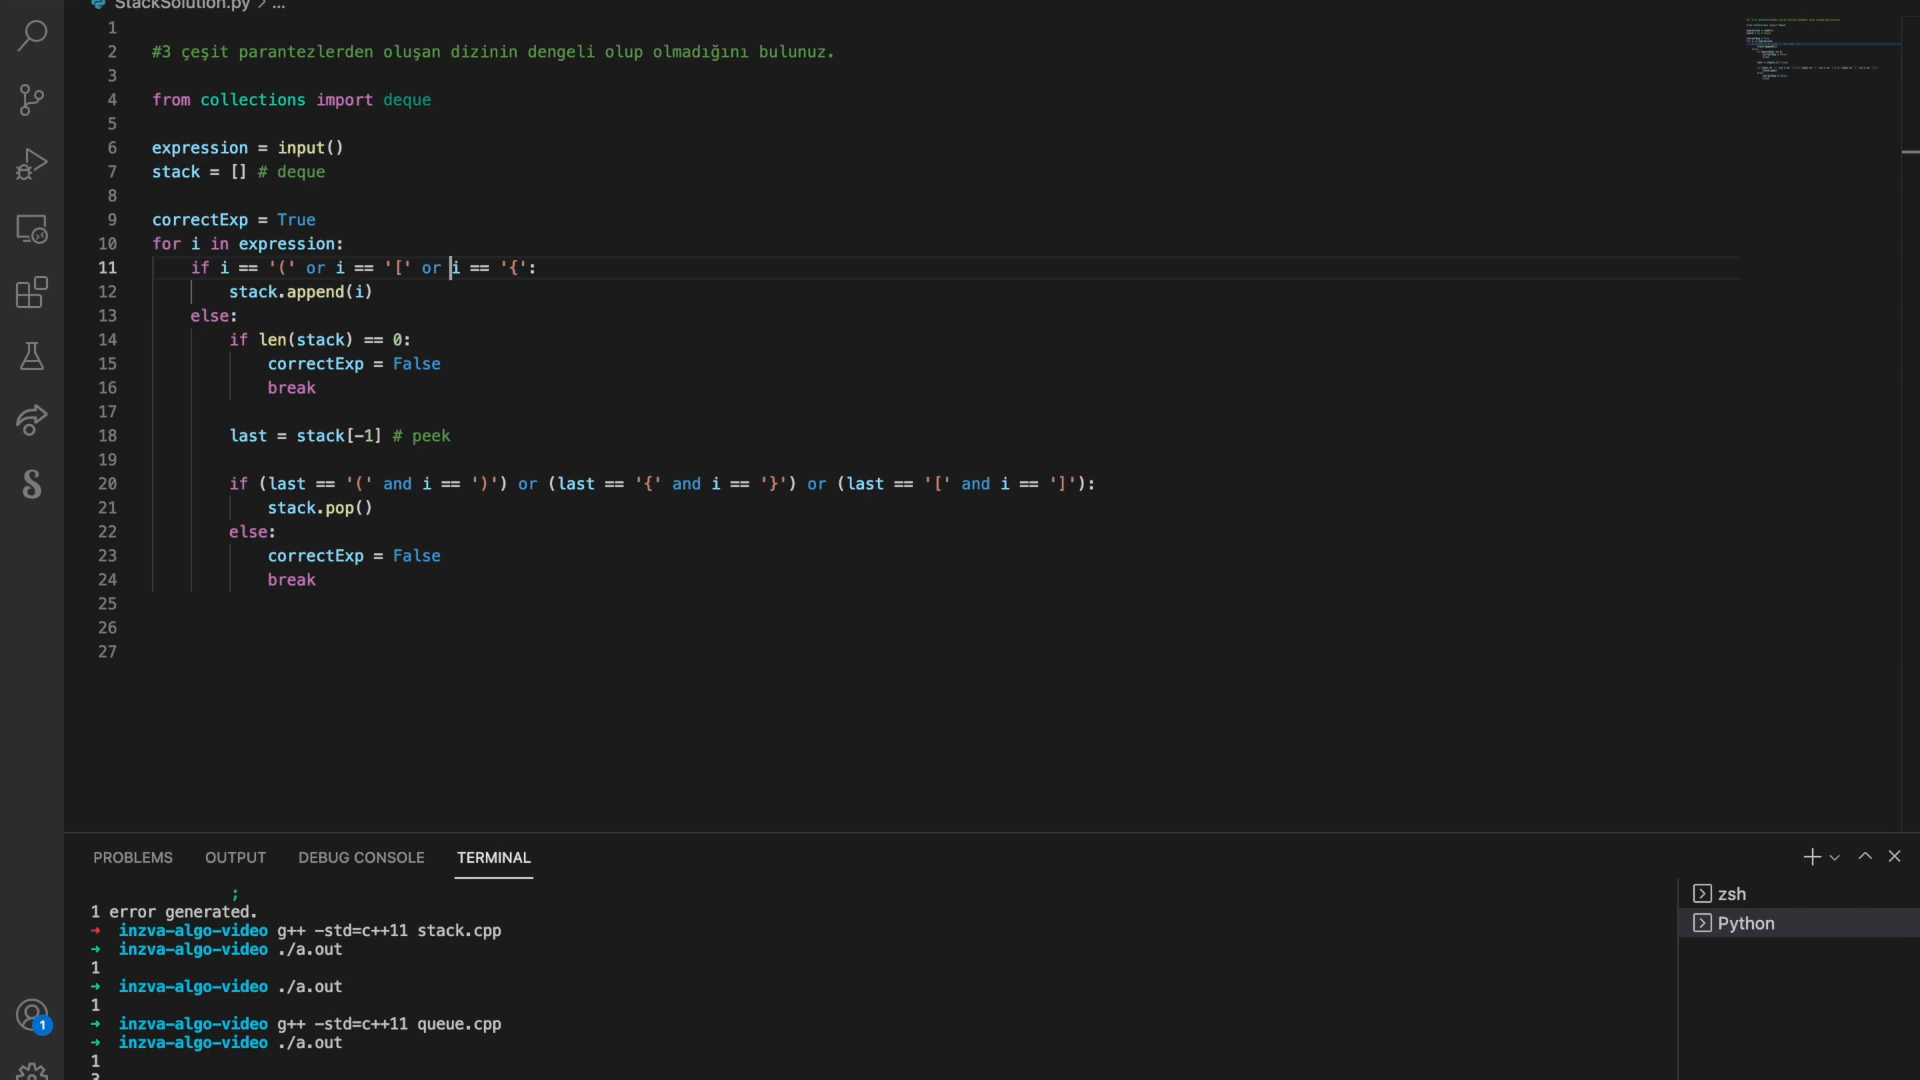 StackSolution.py > ...
1
2 #3 çeşit parantezlerden oluşan dizinin dengeli olup olmadığını bulunuz.
3
4 from collections import deque
5
6 expression = input()
7 stack = [] # deque
8
9 correctExp = True
10 for i in expression:
11 if i == '(' or i == '[' or i == '{':
12 stack.append(i)
13 else:
14 if len(stack) == 0:
15 correctExp = False
16 break
17
18 last = stack[-1] # peek
19
20 if (last == '(' and i == ')') or (last == '{' and i == '}') or (last == '[' and i == ']'):
21 stack.pop()
22 else:
23 correctExp = False
24 break
25
26
27
PROBLEMS OUTPUT DEBUG CONSOLE TERMINAL
;
1 error generated.
➜ inzva-algo-video g++ -std=c++11 stack.cpp
➜ inzva-algo-video ./a.out
1
➜ inzva-algo-video ./a.out
1
➜ inzva-algo-video g++ -std=c++11 queue.cpp
➜ inzva-algo-video ./a.out
1
3
zsh
Python
1